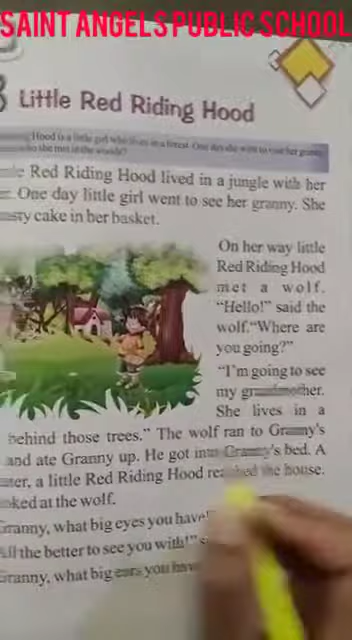 SAINT ANGEL'S PUBLIC SCHOOL
Little Red Riding Hood
Hood is a little girl who lives in a forest. One day she went to visit her granny.
who she met in the woods?
Red Riding Hood lived in a jungle with her
One day little girl went to see her granny. She
cake in her basket.
On her way little
Red Riding Hood
met a wolf.
"Hello!" said the
wolf. "Where are
you going?"
"I'm going to see
my grandmother.
She lives in a
behind those trees." The wolf ran to Granny's
and ate Granny up. He got into Granny's bed. A
a little Red Riding Hood reached the house.
at the wolf.
Granny, what big eyes you have!
All the better to see you with!"
Granny, what big ears you